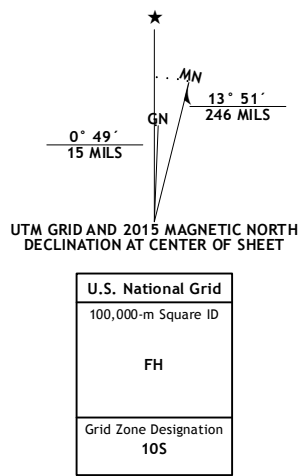 ★
MN
GN
13° 51´
246 MILS
0° 49´
15 MILS
UTM GRID AND 2015 MAGNETIC NORTH
DECLINATION AT CENTER OF SHEET
U.S. National Grid
100,000-m Square ID
FH
Grid Zone Designation
10S